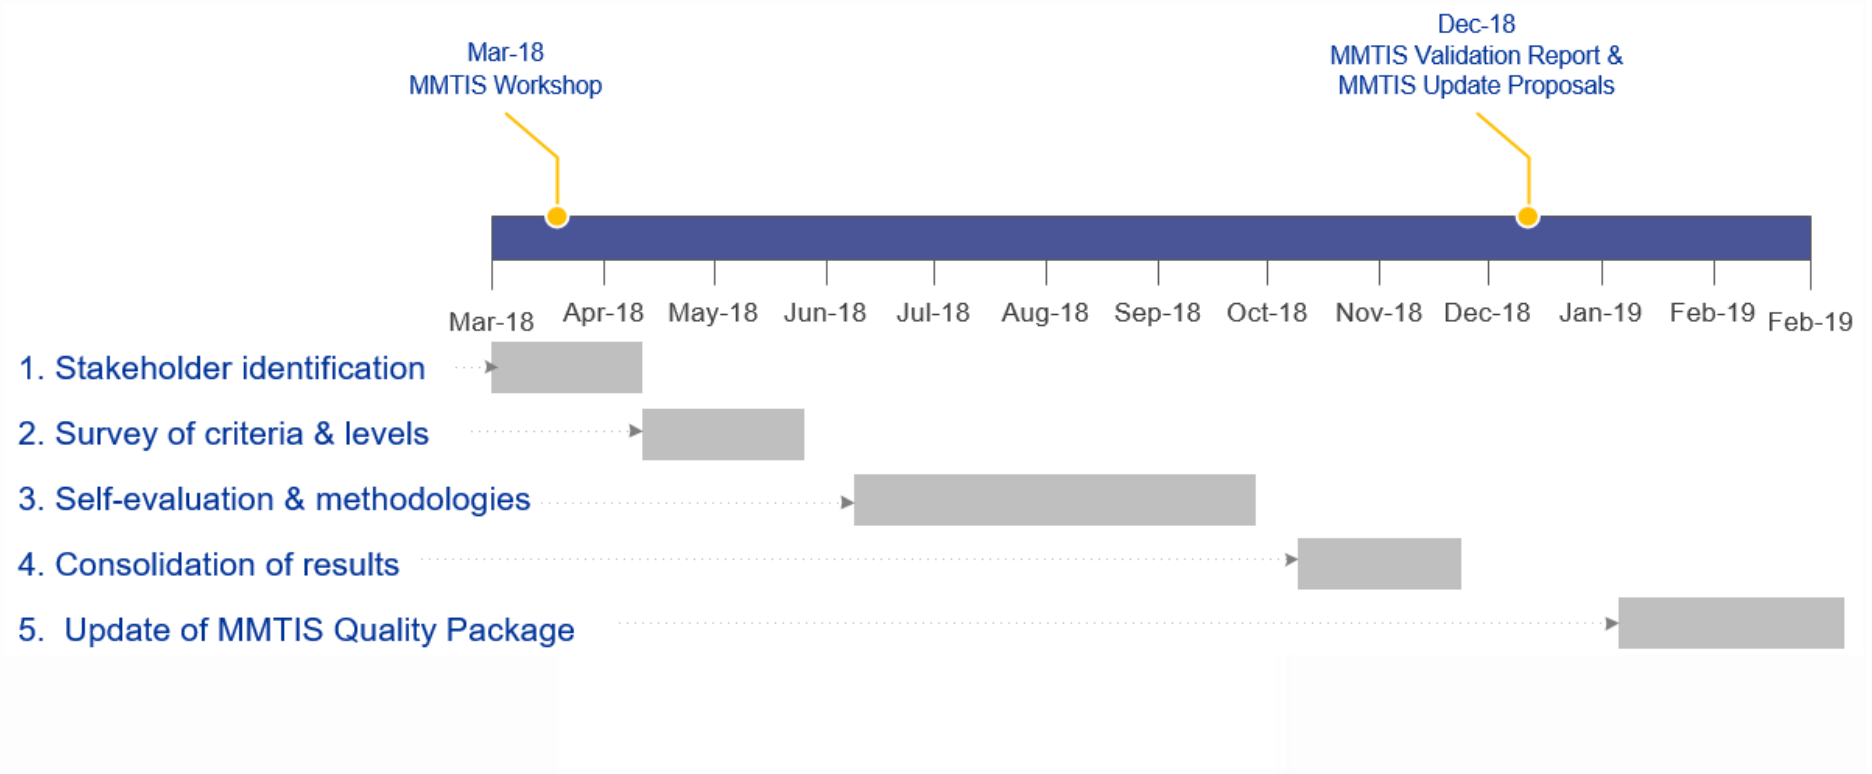 Mar-18
MMTIS Workshop
Dec-18
MMTIS Validation Report &
MMTIS Update Proposals
Mar-18 Apr-18 May-18 Jun-18 Jul-18 Aug-18 Sep-18 Oct-18 Nov-18 Dec-18 Jan-19 Feb-19 Feb-19
1. Stakeholder identification
2. Survey of criteria & levels
3. Self-evaluation & methodologies
4. Consolidation of results
5. Update of MMTIS Quality Package